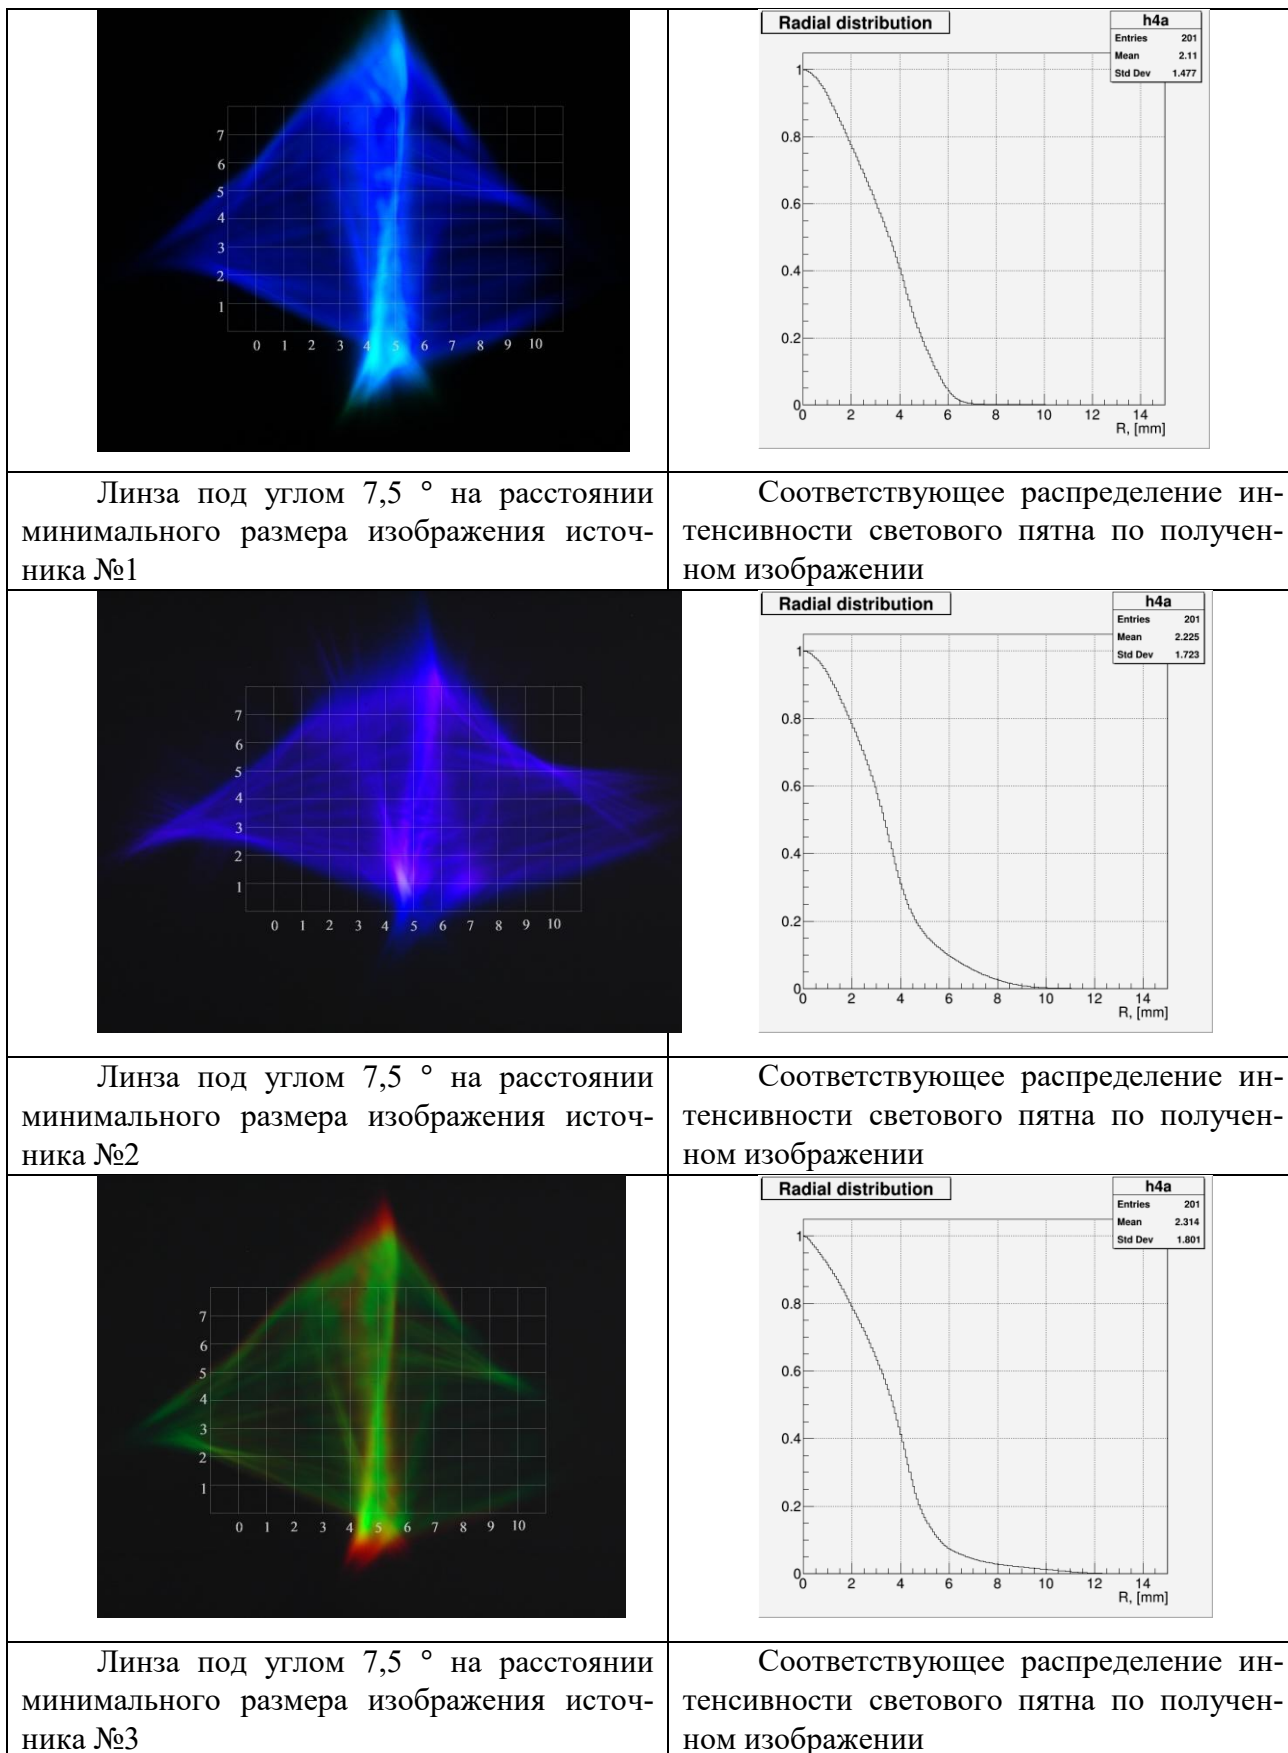 7
6
5
4
3
2
1
0 1 2 3 4 5 6 7 8 9 10
Radial distribution
h4a
Entries 201
Mean 2.11
Std Dev 1.477
1
0.8
0.6
0.4
0.2
0
0 2 4 6 8 10 12 14
R, [mm]
Линза под углом 7,5 ° на расстоянии
минимального размера изображения источ-
ника №1
Соответствующее распределение ин-
тенсивности светового пятна по получен-
ном изображении
7
6
5
4
3
2
1
0 1 2 3 4 5 6 7 8 9 10
Radial distribution
h4a
Entries 201
Mean 2.225
Std Dev 1.723
1
0.8
0.6
0.4
0.2
0
0 2 4 6 8 10 12 14
R, [mm]
Линза под углом 7,5 ° на расстоянии
минимального размера изображения источ-
ника №2
Соответствующее распределение ин-
тенсивности светового пятна по получен-
ном изображении
7
6
5
4
3
2
1
0 1 2 3 4 5 6 7 8 9 10
Radial distribution
h4a
Entries 201
Mean 2.314
Std Dev 1.801
1
0.8
0.6
0.4
0.2
0
0 2 4 6 8 10 12 14
R, [mm]
Линза под углом 7,5 ° на расстоянии
минимального размера изображения источ-
ника №3
Соответствующее распределение ин-
тенсивности светового пятна по получен-
ном изображении